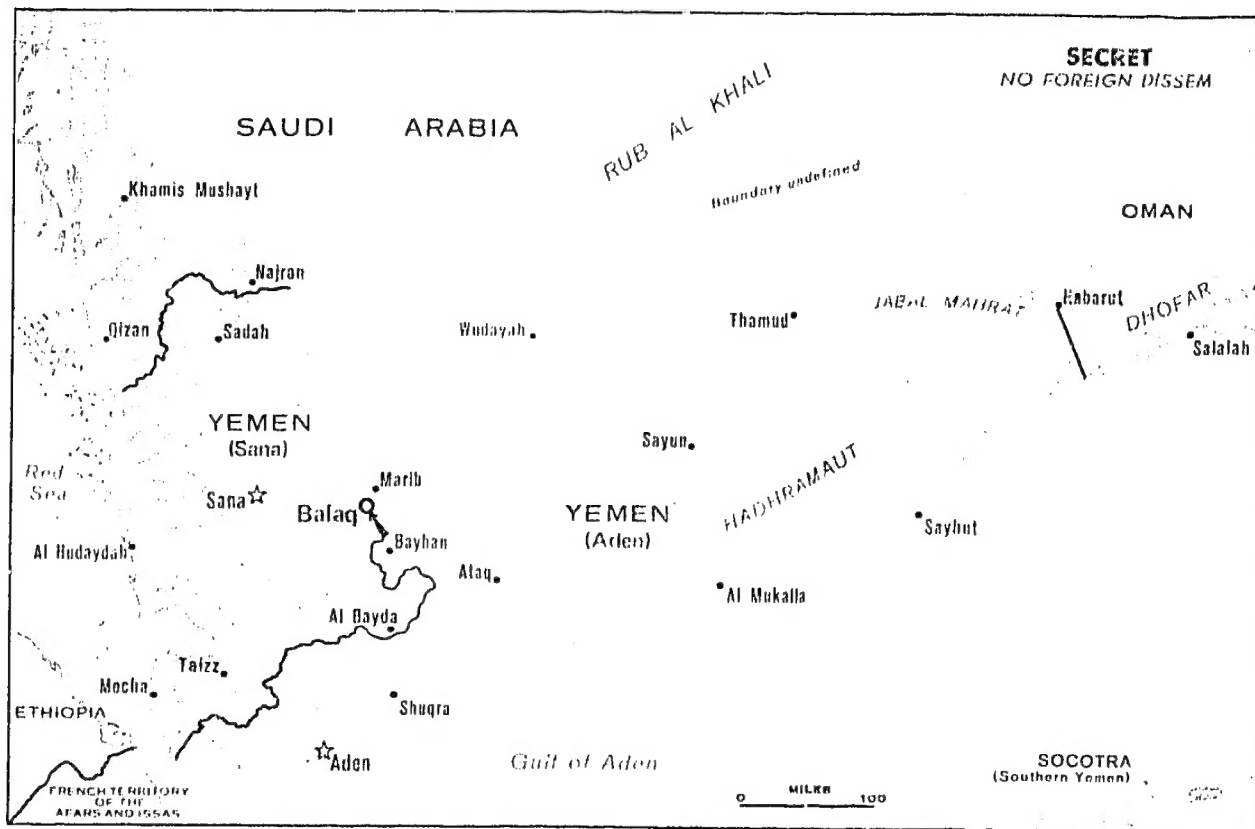 SECRET
NO FOREIGN DISSEM
SAUDI ARABIA
RUB AL KHALI
Boundary undefined
Khamis Mushayt
OMAN
Najran
Qizan
Sadah
Wudayah
Thamud
JABAL MAHRAT
Habarut
DHOFAR
Salalah
YEMEN
(Sana)
Sayun
Red
Sea
Sana
Marib
Balaq
YEMEN
(Aden)
HADHRAMAUT
Sayhut
Al Hudaydah
Bayhan
Ataq
Al Mukalla
Al Bayda
Taizz
Mocha
Shuqra
ETHIOPIA
Aden
Gulf of Aden
SOCOTRA
(Southern Yemen)
MILES
0 100
FRENCH TERRITORY
OF THE
AFARS AND ISSAS